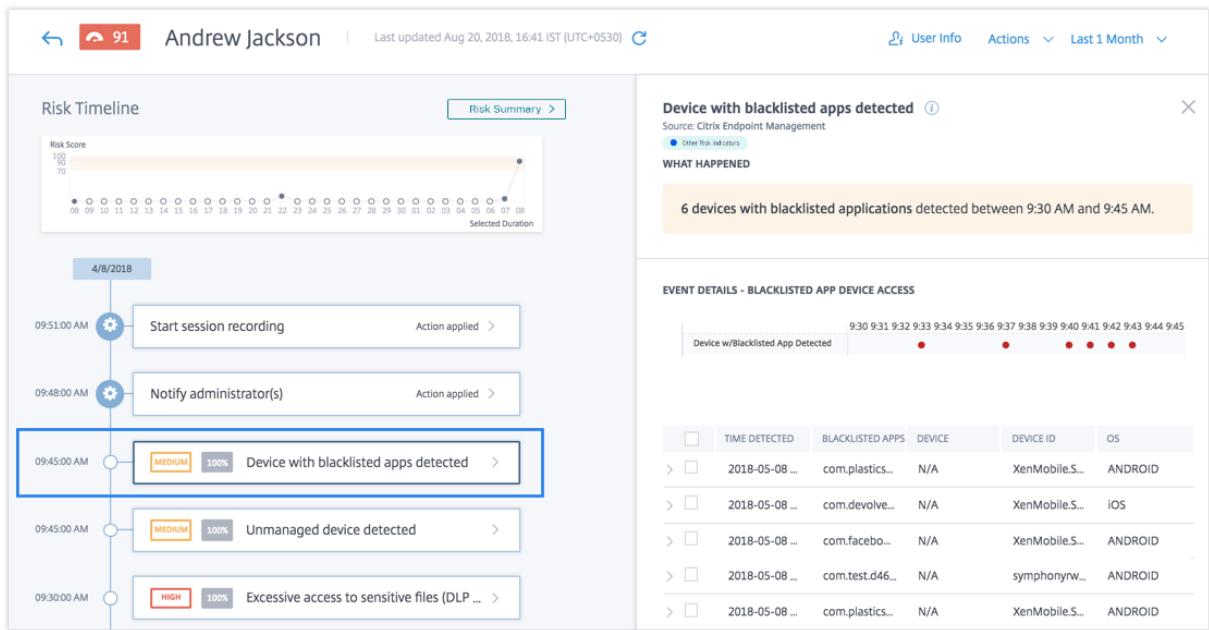 91 Andrew Jackson Last updated Aug 20, 2018, 16:41 IST (UTC+0530) User Info Actions Last 1 Month
Risk Timeline
Risk Summary >
Risk Score
100
90
70
08 09 10 11 12 13 14 15 16 17 18 19 20 21 22 23 24 25 26 27 28 29 30 01 02 03 04 05 06 07 08
Selected Duration
4/8/2018
09:51:00 AM Start session recording Action applied >
09:48:00 AM Notify administrator(s) Action applied >
09:45:00 AM MEDIUM 100% Device with blacklisted apps detected >
09:45:00 AM MEDIUM 100% Unmanaged device detected >
09:30:00 AM HIGH 100% Excessive access to sensitive files (DLP ... >
Device with blacklisted apps detected
Source: Citrix Endpoint Management
Other Risk Indicators
WHAT HAPPENED
6 devices with blacklisted applications detected between 9:30 AM and 9:45 AM.
EVENT DETAILS - BLACKLISTED APP DEVICE ACCESS
9:30 9:31 9:32 9:33 9:34 9:35 9:36 9:37 9:38 9:39 9:40 9:41 9:42 9:43 9:44 9:45
Device w/Blacklisted App Detected
TIME DETECTED BLACKLISTED APPS DEVICE DEVICE ID OS
2018-05-08 ... com.plastics... N/A XenMobile.S... ANDROID
2018-05-08 ... com.devolve... N/A XenMobile.S... iOS
2018-05-08 ... com.facebo... N/A XenMobile.S... ANDROID
2018-05-08 ... com.test.d46... N/A symphonyrw... ANDROID
2018-05-08 ... com.plastics... N/A XenMobile.S... ANDROID